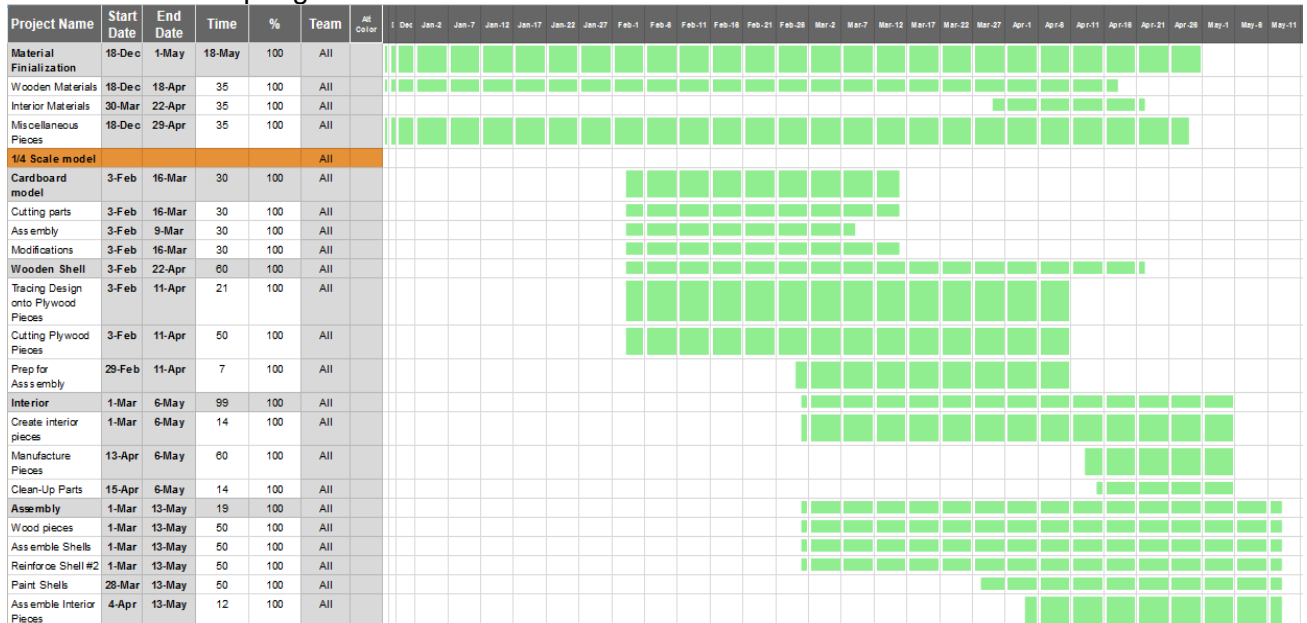 Project Name Start Date End Date Time % Team Alt Color Dec Jan-2 Jan-7 Jan-12 Jan-17 Jan-22 Jan-27 Feb-1 Feb-6 Feb-11 Feb-16 Feb-21 Feb-26 Mar-2 Mar-7 Mar-12 Mar-17 Mar-22 Mar-27 Apr-1 Apr-6 Apr-11 Apr-16 Apr-21 Apr-26 May-1 May-6 May-11
Material Finialization 18-Dec 1-May 18-May 100 All
Wooden Materials 18-Dec 18-Apr 35 100 All
Interior Materials 30-Mar 22-Apr 35 100 All
Miscellaneous Pieces 18-Dec 29-Apr 35 100 All
1/4 Scale model All
Cardboard model 3-Feb 16-Mar 30 100 All
Cutting parts 3-Feb 16-Mar 30 100 All
Assembly 3-Feb 9-Mar 30 100 All
Modifications 3-Feb 16-Mar 30 100 All
Wooden Shell 3-Feb 22-Apr 60 100 All
Tracing Design onto Plywood Pieces 3-Feb 11-Apr 21 100 All
Cutting Plywood Pieces 3-Feb 11-Apr 50 100 All
Prep for Asssembly 29-Feb 11-Apr 7 100 All
Interior 1-Mar 6-May 99 100 All
Create interior pieces 1-Mar 6-May 14 100 All
Manufacture Pieces 13-Apr 6-May 60 100 All
Clean-Up Parts 15-Apr 6-May 14 100 All
Assembly 1-Mar 13-May 19 100 All
Wood pieces 1-Mar 13-May 50 100 All
Assemble Shells 1-Mar 13-May 50 100 All
Reinforce Shell #2 1-Mar 13-May 50 100 All
Paint Shells 28-Mar 13-May 50 100 All
Assemble Interior Pieces 4-Apr 13-May 12 100 All